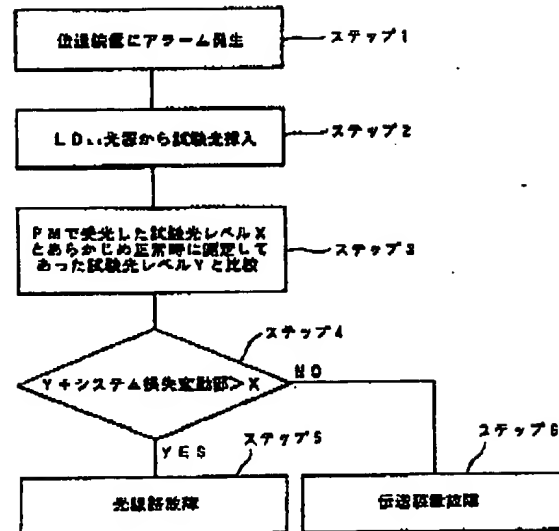 伝送装置にアラーム発生
ステップ1
光源から試験光挿入
ステップ2
PMで受光した試験光レベルX
とあらかじめ正常時に測定して
あった試験光レベルYと比較
ステップ3
ステップ4
Y+システム損失変動部>X
NO
YES
ステップ5
ステップ6
光線路故障
伝送装置故障